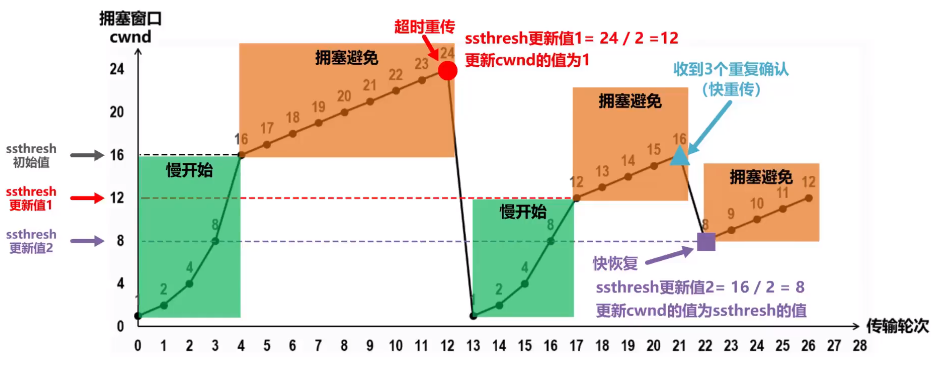 拥塞窗口
cwnd
超时重传
ssthresh更新值1= 24 / 2 =12
更新cwnd的值为1
拥塞避免
收到3个重复确认
（快重传）
拥塞避免
拥塞避免
慢开始
慢开始
ssthresh
初始值
ssthresh
更新值1
ssthresh
更新值2
24
20
16
12
8
4
0
2
4
8
16
17
18
19
20
21
22
23
24
2
4
8
12
13
14
15
16
8
9
10
11
12
快恢复
ssthresh更新值2= 16 / 2 = 8
更新cwnd的值为ssthresh的值
0 1 2 3 4 5 6 7 8 9 10 11 12 13 14 15 16 17 18 19 20 21 22 23 24 25 26 27 28
传输轮次